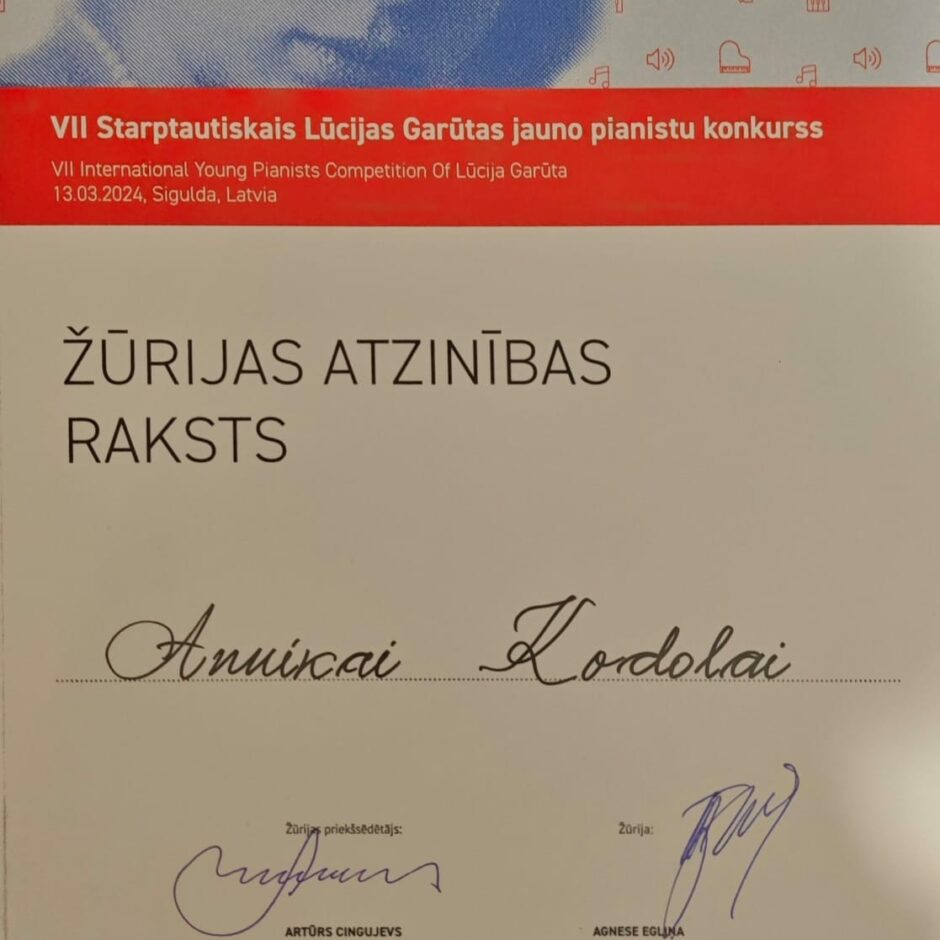 VII Starptautiskais Lūcijas Garūtas jauno pianistu konkurss
VII International Young Pianists Competition Of Lūcija Garūta
13.03.2024, Sigulda, Latvia
ŽŪRIJAS ATZINĪBAS
RAKSTS
Annikai Kodolai
Žūrijas priekšsēdētājs: Žūrija:
ARTŪRS CINGUJEVS AGNESE EGLIŅA